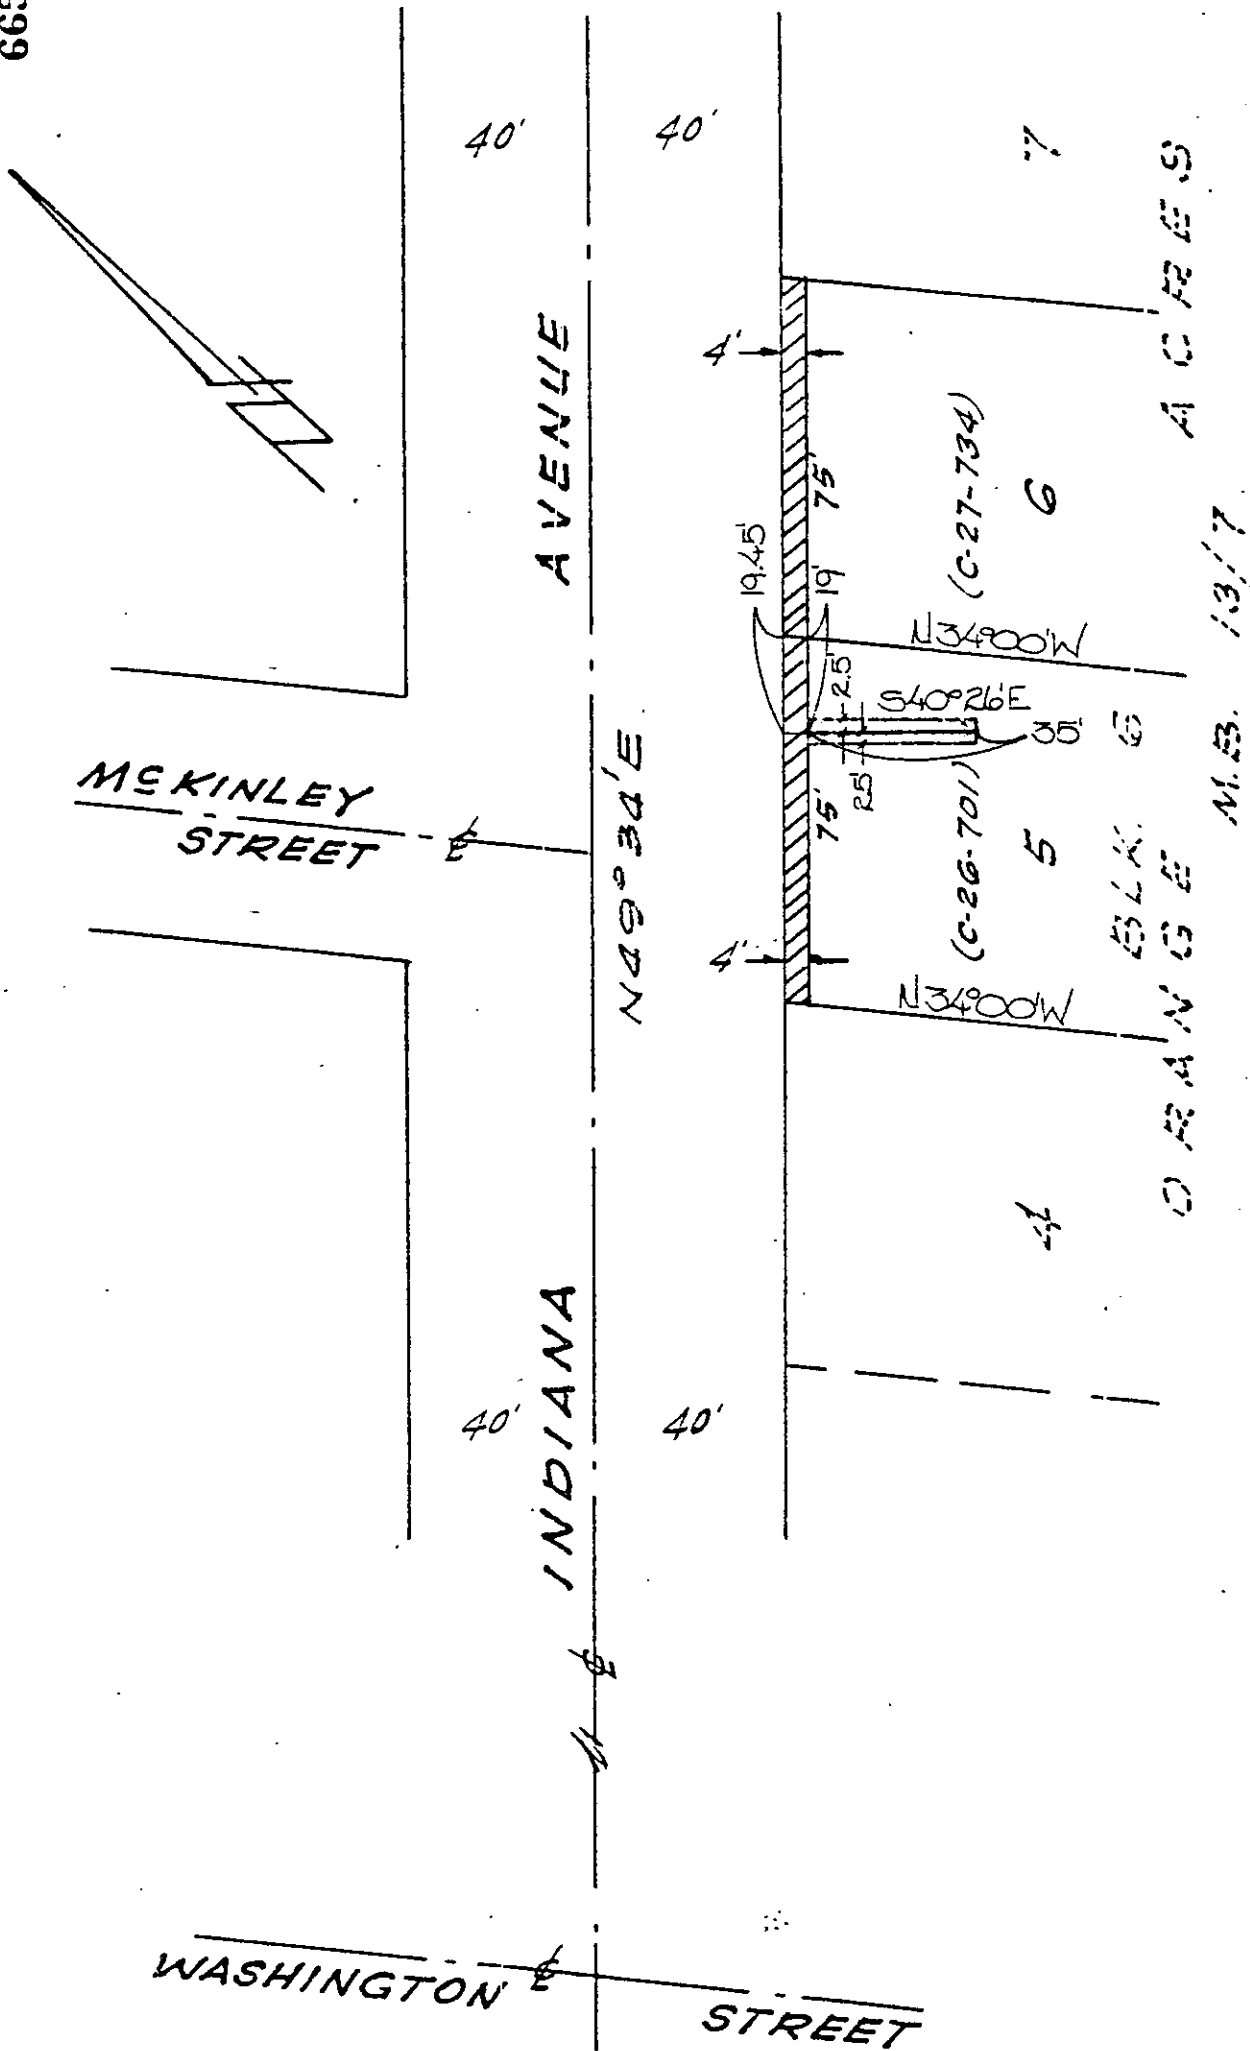 40'
40'
AVENUE
INDIANA
40'
40'
N49°34'E
McKINLEY
STREET
℄
℄
WASHINGTON ℄
STREET
N
4'
4'
19.45'
19'
75'
75'
2.5'
2.5'
S40°26'E
35'
N34°00'W
N34°00'W
(C-27-734)
(C-26-701)
7
6
5
4
BLK. 6
ORANGE ACRES
M.B. 13/7